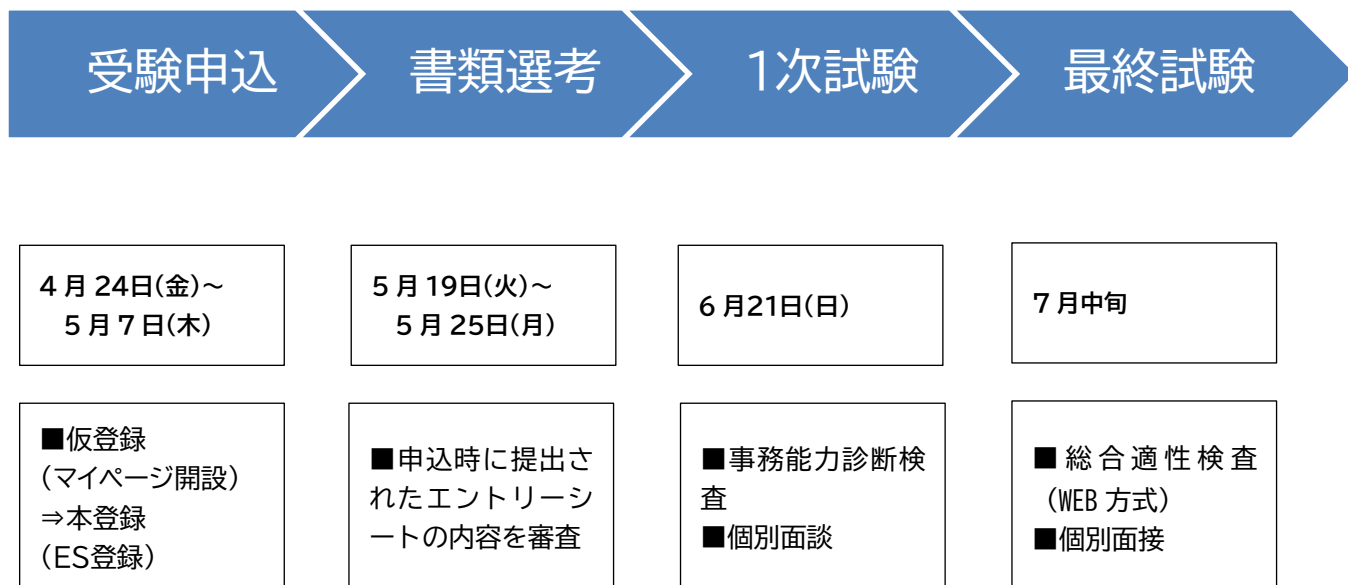 受験申込
書類選考
1次試験
最終試験
4月24日(金)~
5月7日(木)
5月19日(火)~
5月25日(月)
6月21日(日)
7月中旬
■仮登録
(マイページ開設)
⇒本登録
(ES登録)
■申込時に提出さ
れたエントリーシ
ートの内容を審査
■事務能力診断検
査
■個別面談
■総合適性検査
(WEB方式)
■個別面接